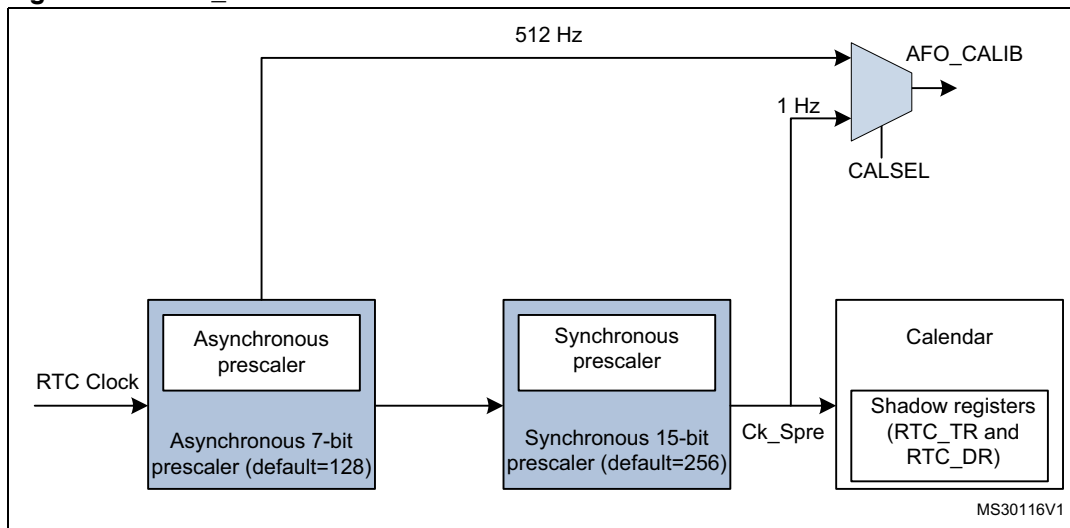 512 Hz
AFO_CALIB
1 Hz
CALSEL
RTC Clock
Asynchronous
prescaler
Asynchronous 7-bit
prescaler (default=128)
Synchronous
prescaler
Synchronous 15-bit
prescaler (default=256)
Ck_Spre
Calendar
Shadow registers
(RTC_TR and
RTC_DR)
MS30116V1